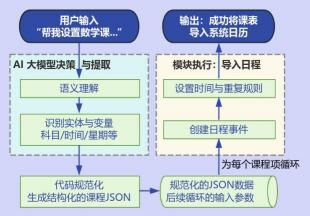 用户输入
“帮我设置数学课...”
AI 大模型决策 与提取
语义理解
识别实体与变量
科目/时间/星期等
代码规范化
生成结构化的课程JSON
输出：成功将课表
导入系统日历
模块执行：导入日程
设置时间与重复规则
创建日程事件
为每个课程项循环
规范化的JSON数据
后续循环的输入参数